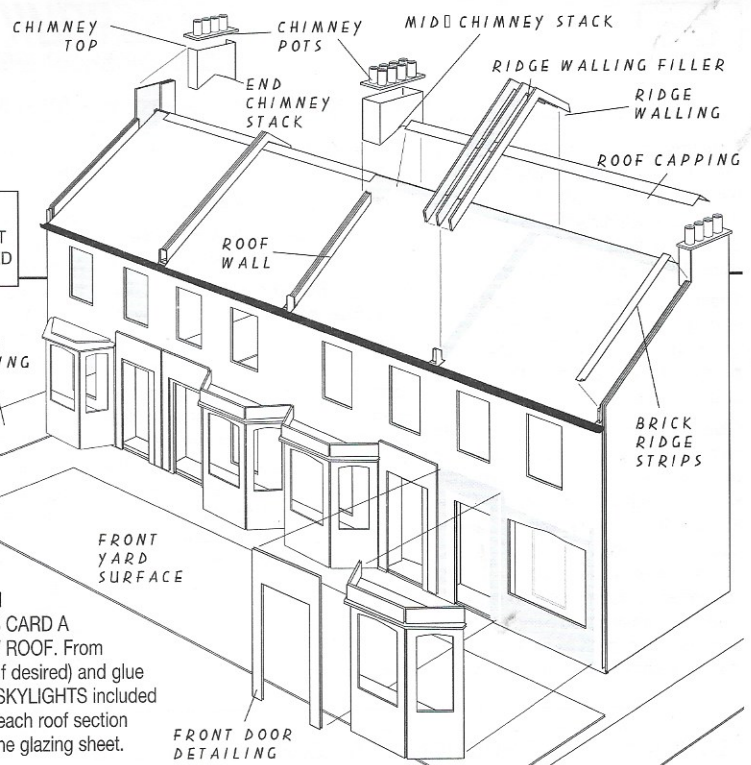 CHIMNEY
TOP
CHIMNEY
POTS
MID CHIMNEY STACK
END
CHIMNEY
STACK
RIDGE WALLING FILLER
RIDGE
WALLING
ROOF CAPPING
ROOF
WALL
T
D
NG
BRICK
RIDGE
STRIPS
FRONT
YARD
SURFACE
CARD A
ROOF. From
f desired) and glue
SKYLIGHTS included
each roof section
ne glazing sheet.
FRONT DOOR
DETAILING